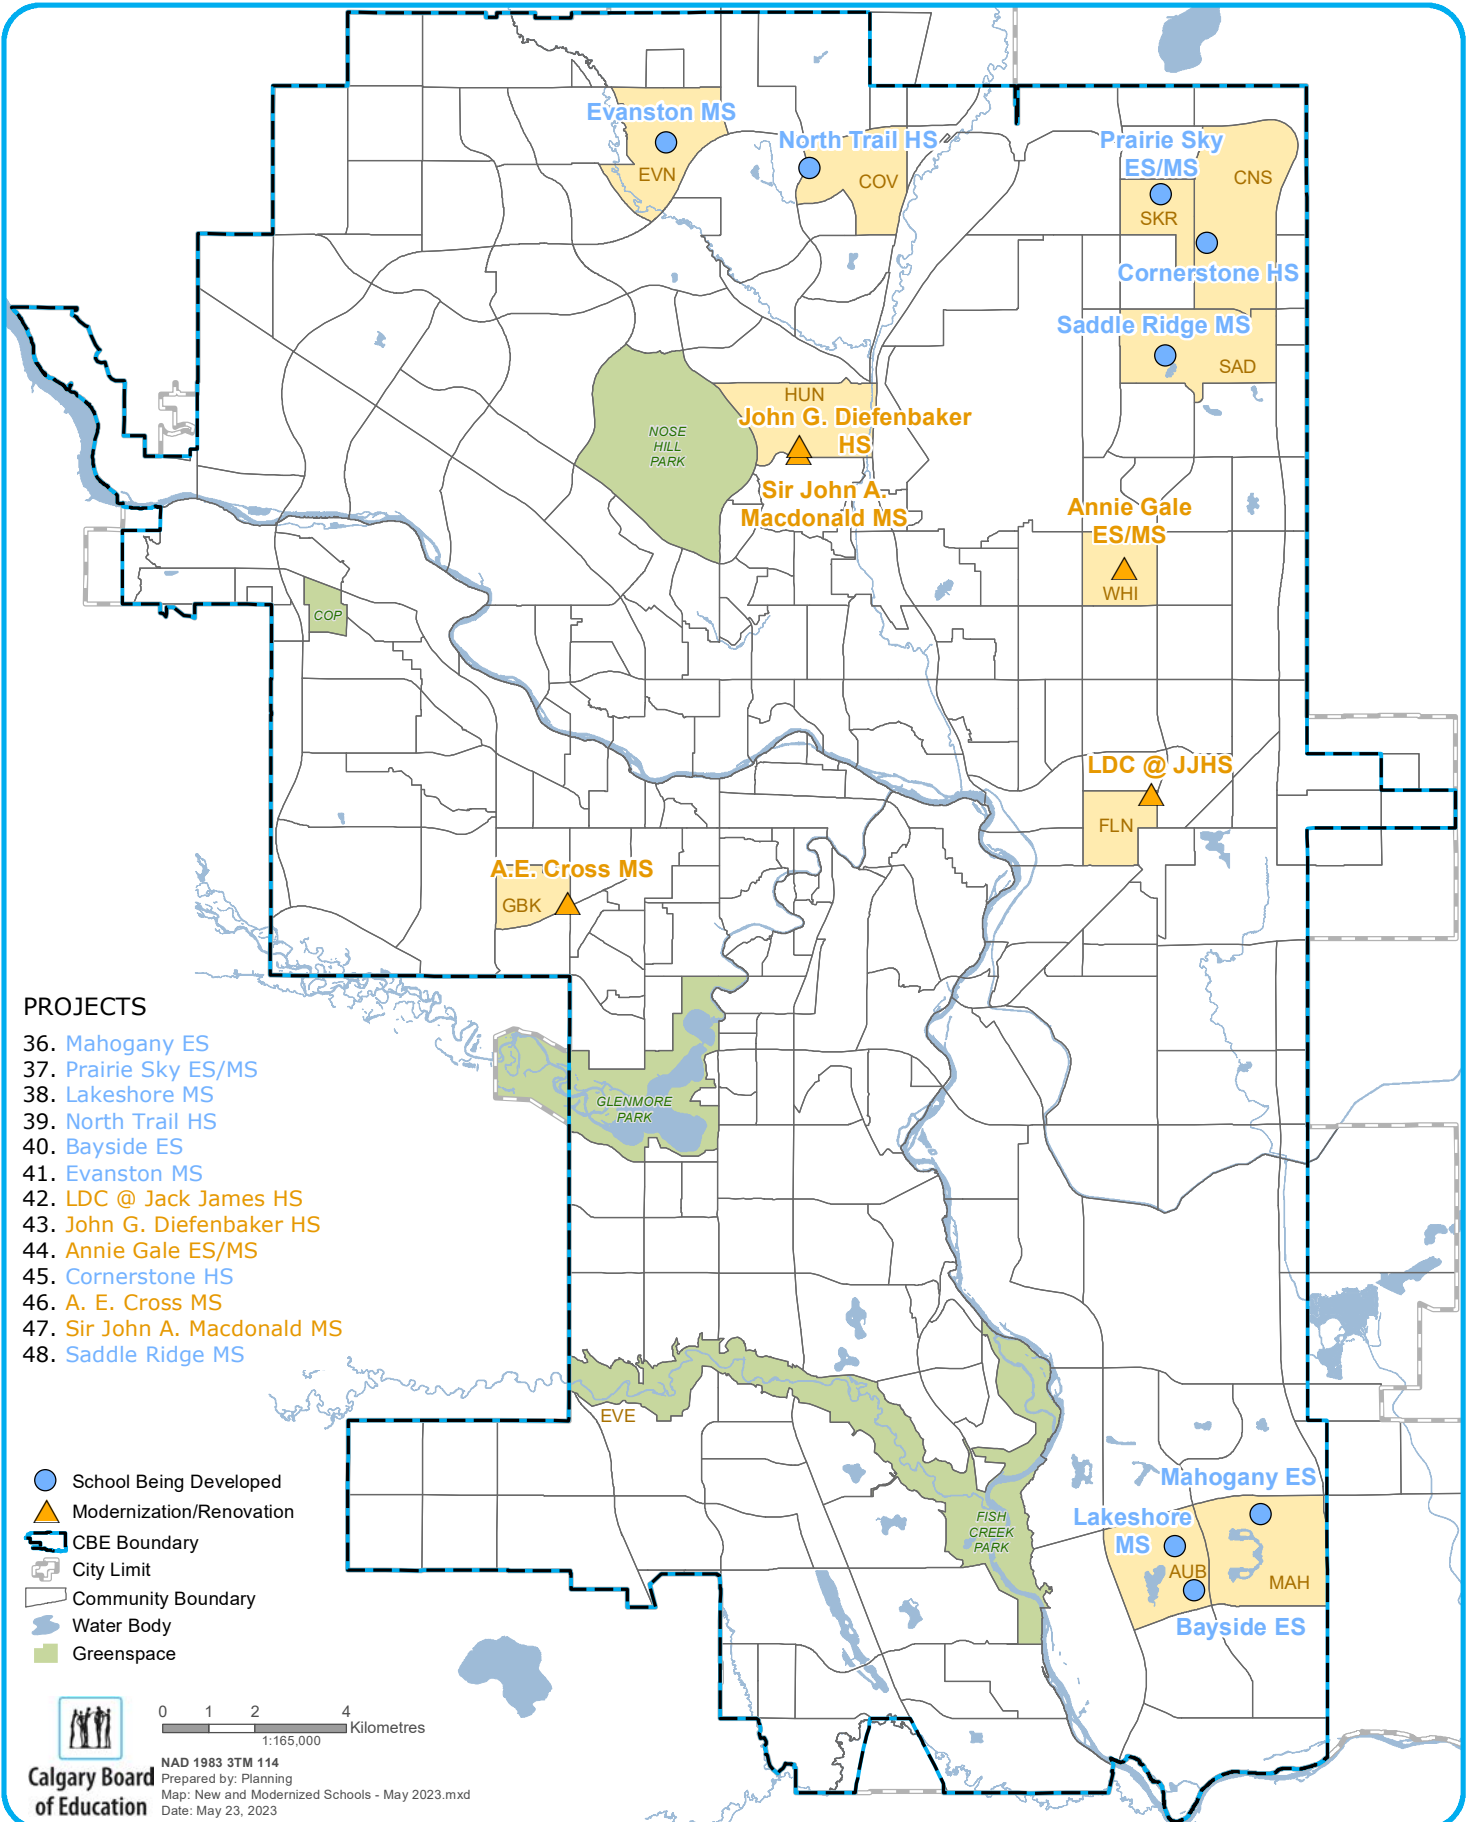 Evanston MS
EVN
North Trail HS
COV
Prairie Sky
ES/MS
CNS
SKR
Cornerstone HS
Saddle Ridge MS
SAD
HUN
John G. Diefenbaker
HS
NOSE
HILL
PARK
Sir John A.
Macdonald MS
Annie Gale
ES/MS
WHI
COP
LDC @ JJHS
FLN
A.E. Cross MS
GBK
GLENMORE
PARK
PROJECTS
36. Mahogany ES
37. Prairie Sky ES/MS
38. Lakeshore MS
39. North Trail HS
40. Bayside ES
41. Evanston MS
42. LDC @ Jack James HS
43. John G. Diefenbaker HS
44. Annie Gale ES/MS
45. Cornerstone HS
46. A. E. Cross MS
47. Sir John A. Macdonald MS
48. Saddle Ridge MS
EVE
FISH
CREEK
PARK
Mahogany ES
Lakeshore
MS
AUB
MAH
Bayside ES
School Being Developed
Modernization/Renovation
CBE Boundary
City Limit
Community Boundary
Water Body
Greenspace
0 1 2 4
Kilometres
1:165,000
Calgary Board
of Education
NAD 1983 3TM 114
Prepared by: Planning
Map: New and Modernized Schools - May 2023.mxd
Date: May 23, 2023